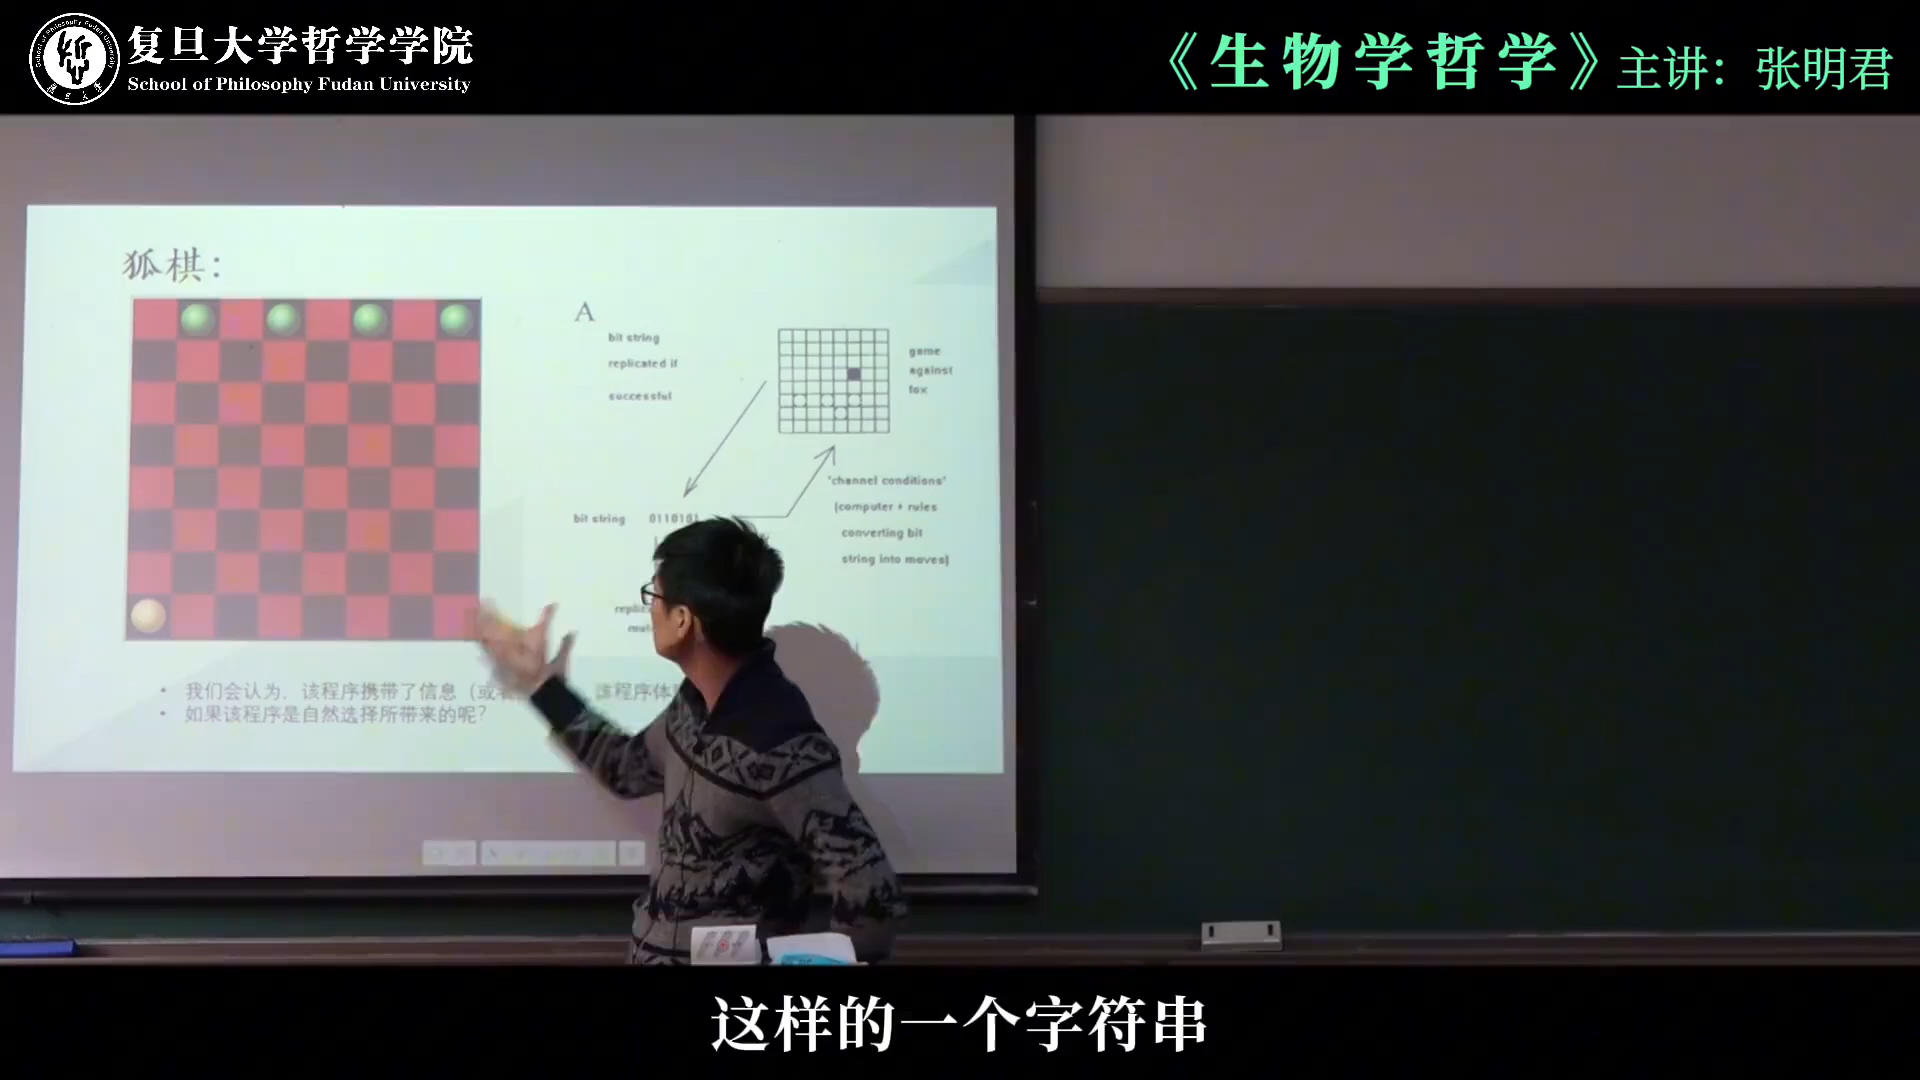 复旦大学哲学学院
School of Philosophy Fudan University
《生物学哲学》主讲：张明君
狐棋：
A
bit string
replicated if
successful
game
against
fox
"channel conditions"
(computer + rules
converting bit
string into moves)
bit string 0110101
• 我们会认为，该程序携带了信息（或 该程序体
• 如果该程序是自然选择所带来的呢？
这样的一个字符串